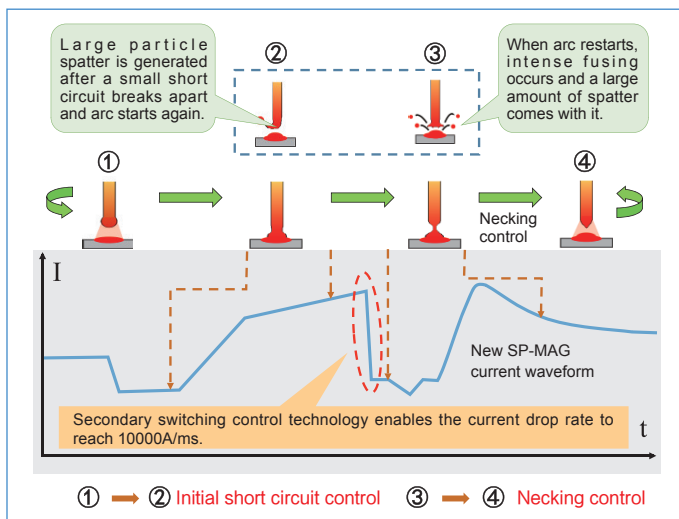 Large particle
spatter is generated
after a small short
circuit breaks apart
and arc starts again.
②
③
When arc restarts,
intense fusing
occurs and a large
amount of spatter
comes with it.
①
④
Necking
control
I
New SP-MAG
current waveform
Secondary switching control technology enables the current drop rate to
reach 10000A/ms.
t
① ➡ ② Initial short circuit control ③ ➡ ④ Necking control